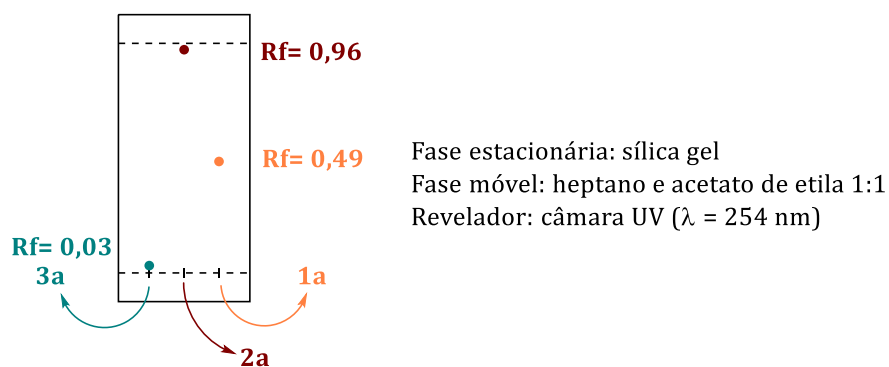 Rf= 0,96
Rf= 0,49
Rf= 0,03
3a
1a
2a
Fase estacionária: sílica gel
Fase móvel: heptano e acetato de etila 1:1
Revelador: câmara UV (λ = 254 nm)